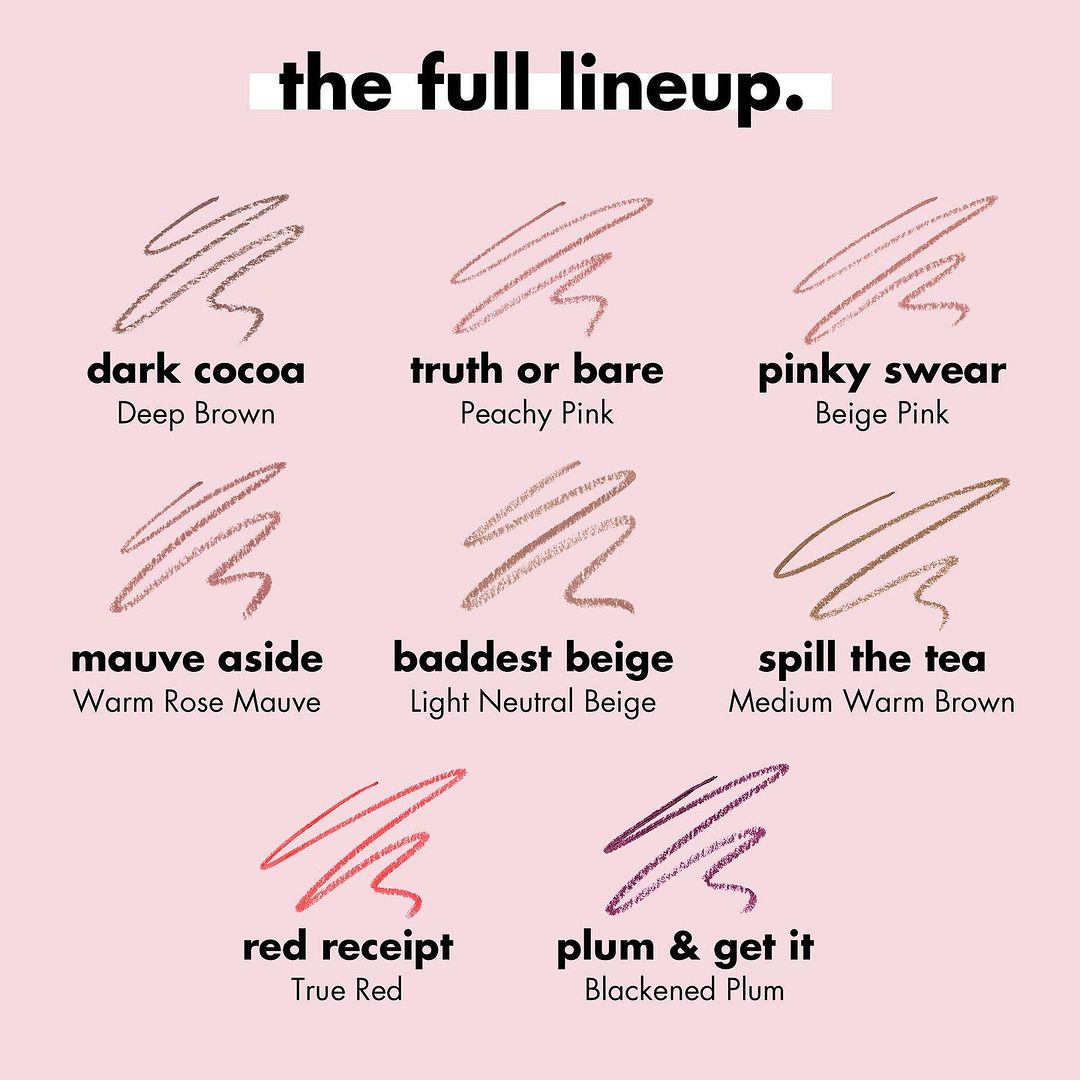 the full lineup.
dark cocoa
Deep Brown
truth or bare
Peachy Pink
pinky swear
Beige Pink
mauve aside
Warm Rose Mauve
baddest beige
Light Neutral Beige
spill the tea
Medium Warm Brown
red receipt
True Red
plum & get it
Blackened Plum